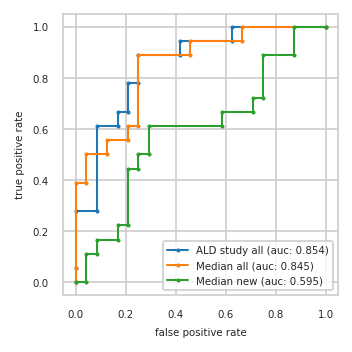 1.0
0.8
0.6
0.4
0.2
0.0
true positive rate
ALD study all (auc: 0.854)
Median all (auc: 0.845)
Median new (auc: 0.595)
0.0 0.2 0.4 0.6 0.8 1.0
false positive rate